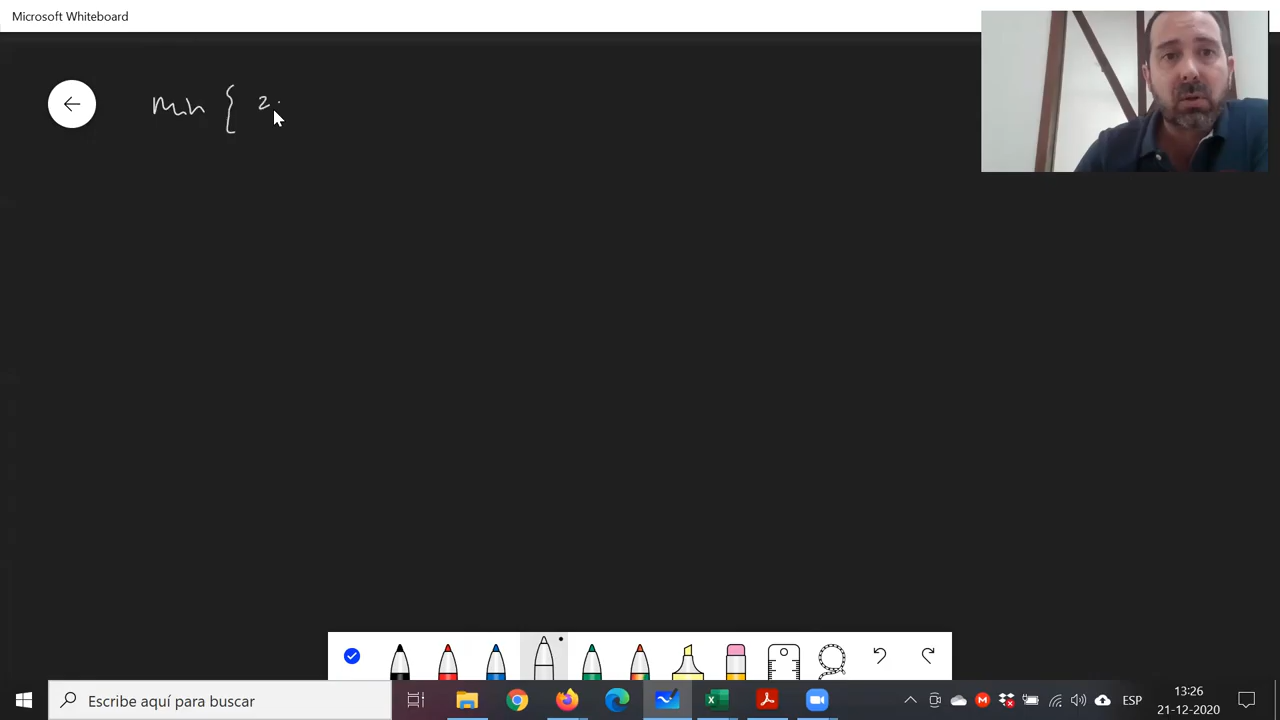 Microsoft Whiteboard
min { 2
Escribe aquí para buscar
ESP
13:26
21-12-2020